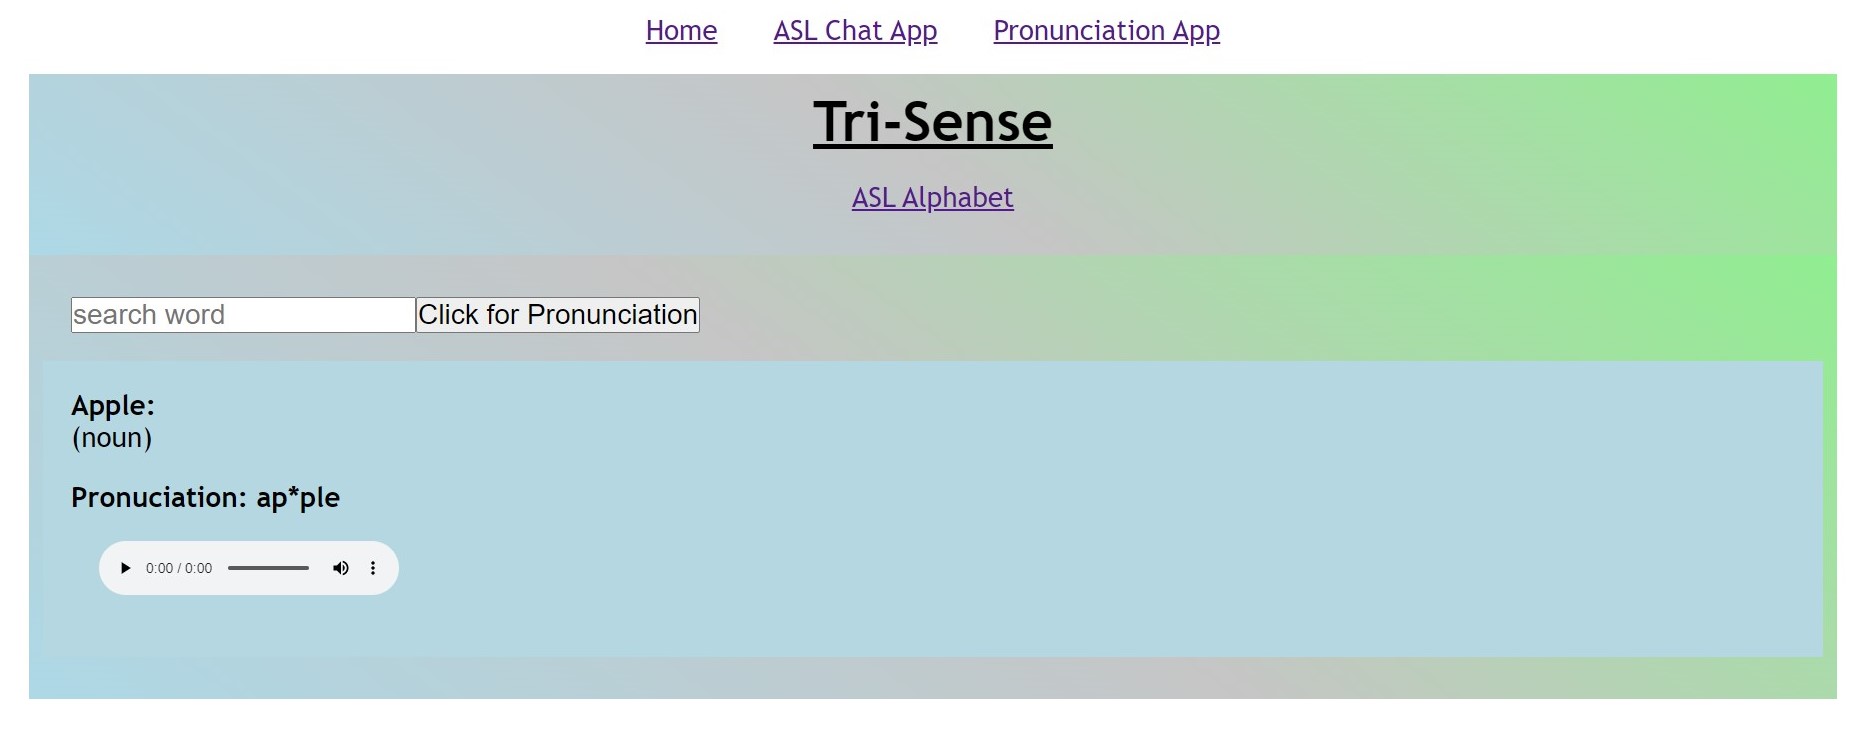 Home ASL Chat App Pronunciation App
Tri-Sense
ASL Alphabet
search word Click for Pronunciation
Apple:
(noun)
Pronuciation: ap*ple
0:00 / 0:00